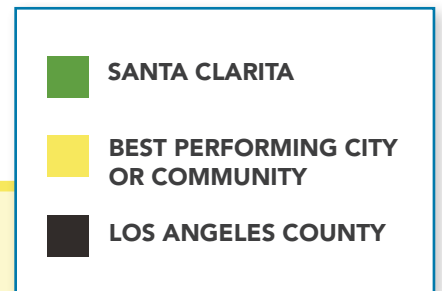 SANTA CLARITA
BEST PERFORMING CITY
OR COMMUNITY
LOS ANGELES COUNTY